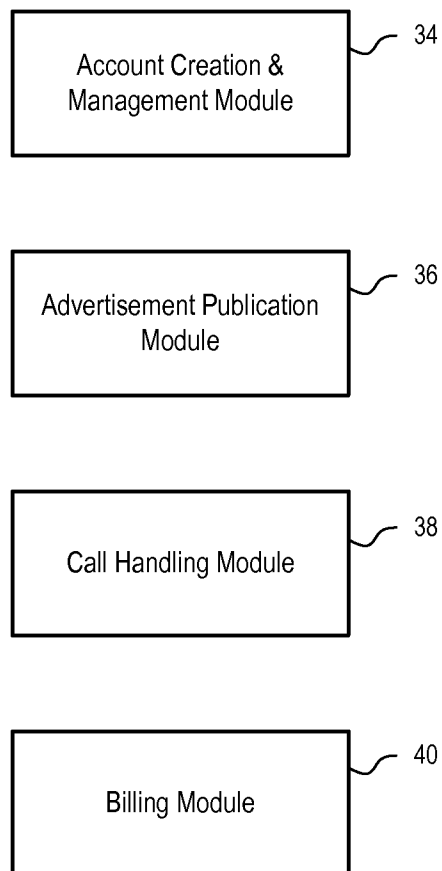 34
Account Creation &
Management Module
36
Advertisement Publication
Module
38
Call Handling Module
40
Billing Module